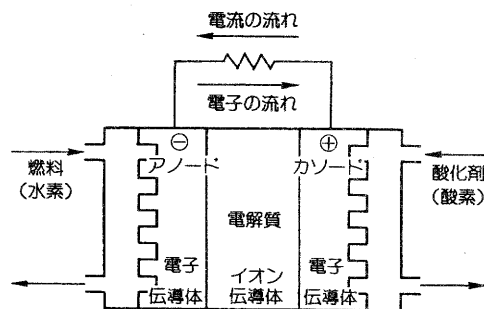 電流の流れ
電子の流れ
⊖
⊕
アノード
カソード
燃料
(水素)
酸化剤
(酸素)
電解質
電子
伝導体
イオン
伝導体
電子
伝導体